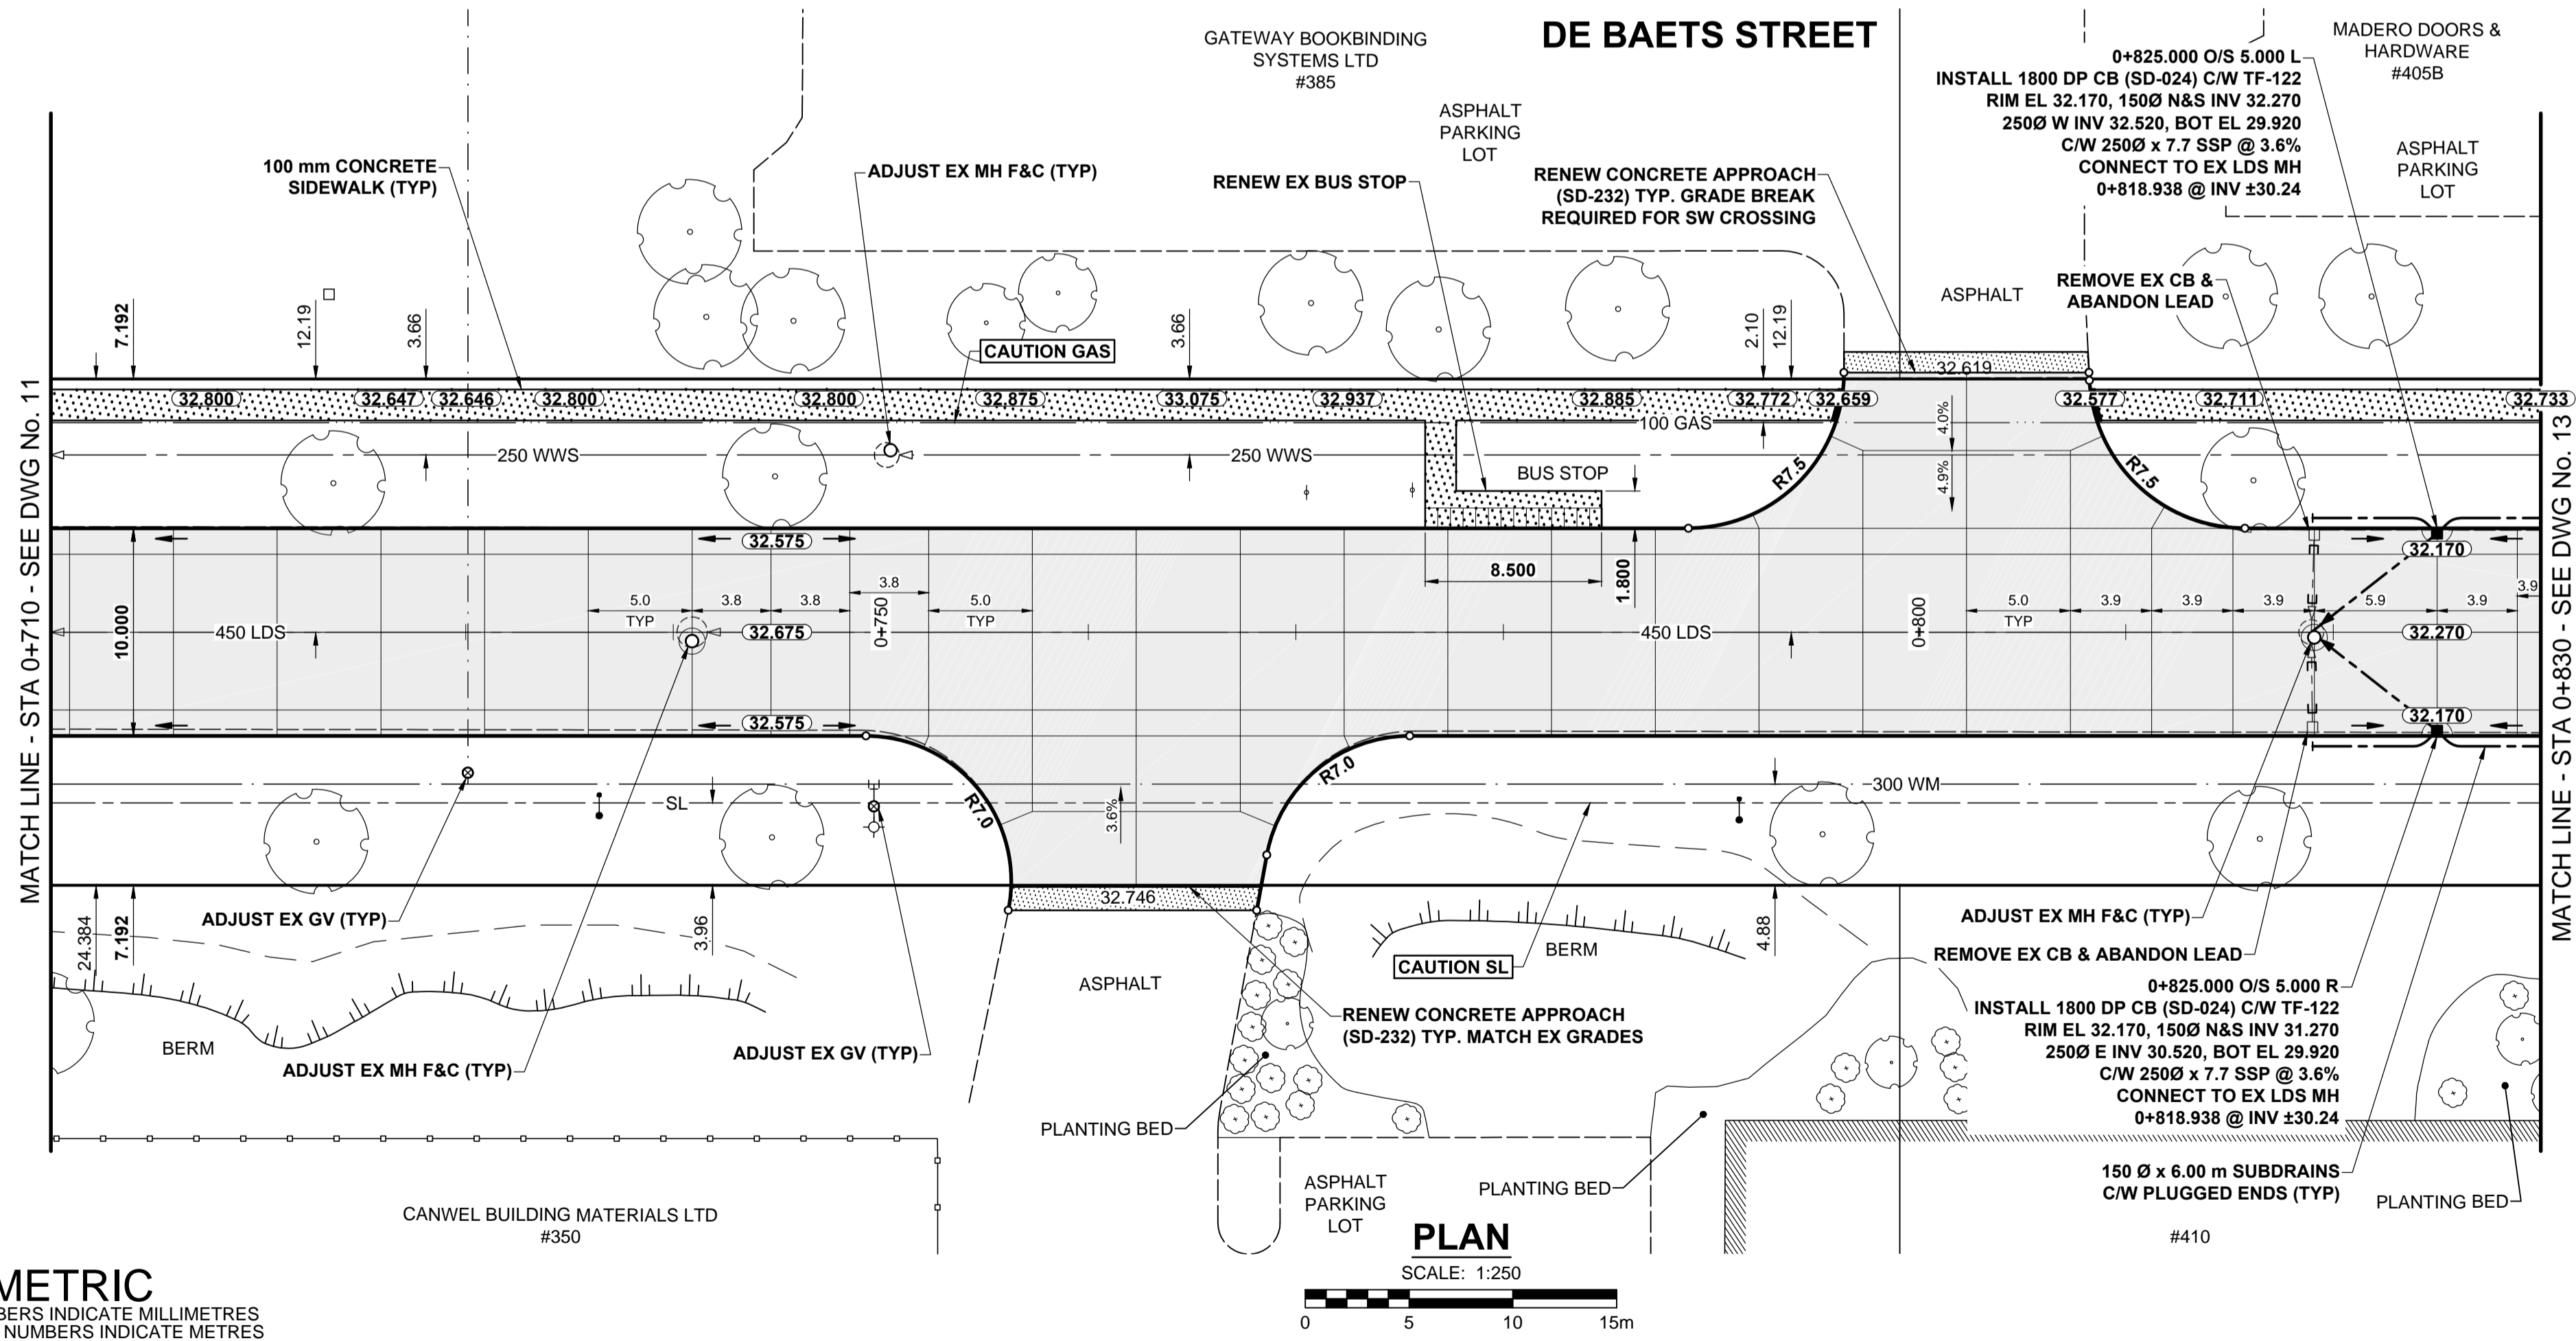 DE BAETS STREET
GATEWAY BOOKBINDING
SYSTEMS LTD
#385
MADERO DOORS &
HARDWARE
#405B
0+825.000 O/S 5.000 L
INSTALL 1800 DP CB (SD-024) C/W TF-122
RIM EL 32.170, 150Ø N&S INV 32.270
250Ø W INV 32.520, BOT EL 29.920
C/W 250Ø x 7.7 SSP @ 3.6%
CONNECT TO EX LDS MH
0+818.938 @ INV ±30.24
ASPHALT
PARKING
LOT
ASPHALT
PARKING
LOT
100 mm CONCRETE
SIDEWALK (TYP)
ADJUST EX MH F&C (TYP)
RENEW EX BUS STOP
RENEW CONCRETE APPROACH
(SD-232) TYP. GRADE BREAK
REQUIRED FOR SW CROSSING
REMOVE EX CB &
ABANDON LEAD
ASPHALT
7.192
12.19
3.66
3.66
2.10
12.19
CAUTION GAS
32.619
32.800
32.647
32.646
32.800
32.800
32.875
33.075
32.937
32.885
32.772
32.659
32.577
32.711
32.733
100 GAS
4.0%
4.9%
250 WWS
250 WWS
BUS STOP
R7.5
R7.5
32.575
32.170
8.500
1.800
10.000
5.0
TYP
3.8
3.8
3.8
0+750
5.0
TYP
0+800
5.0
TYP
3.9
3.9
3.9
5.9
3.9
3.9
450 LDS
32.675
450 LDS
32.270
32.575
32.170
MATCH LINE - STA 0+710 - SEE DWG No. 11
MATCH LINE - STA 0+830 - SEE DWG No. 13
SL
R7.0
3.6%
R7.0
300 WM
32.746
24.384
7.192
3.96
4.88
ADJUST EX GV (TYP)
BERM
ADJUST EX MH F&C (TYP)
ADJUST EX GV (TYP)
ASPHALT
CAUTION SL
BERM
RENEW CONCRETE APPROACH
(SD-232) TYP. MATCH EX GRADES
PLANTING BED
ADJUST EX MH F&C (TYP)
REMOVE EX CB & ABANDON LEAD
0+825.000 O/S 5.000 R
INSTALL 1800 DP CB (SD-024) C/W TF-122
RIM EL 32.170, 150Ø N&S INV 31.270
250Ø E INV 30.520, BOT EL 29.920
C/W 250Ø x 7.7 SSP @ 3.6%
CONNECT TO EX LDS MH
0+818.938 @ INV ±30.24
150 Ø x 6.00 m SUBDRAINS
C/W PLUGGED ENDS (TYP)
PLANTING BED
PLANTING BED
ASPHALT
PARKING
LOT
CANWEL BUILDING MATERIALS LTD
#350
#410
PLAN
SCALE: 1:250
0 5 10 15m
METRIC
BERS INDICATE MILLIMETRES
NUMBERS INDICATE METRES